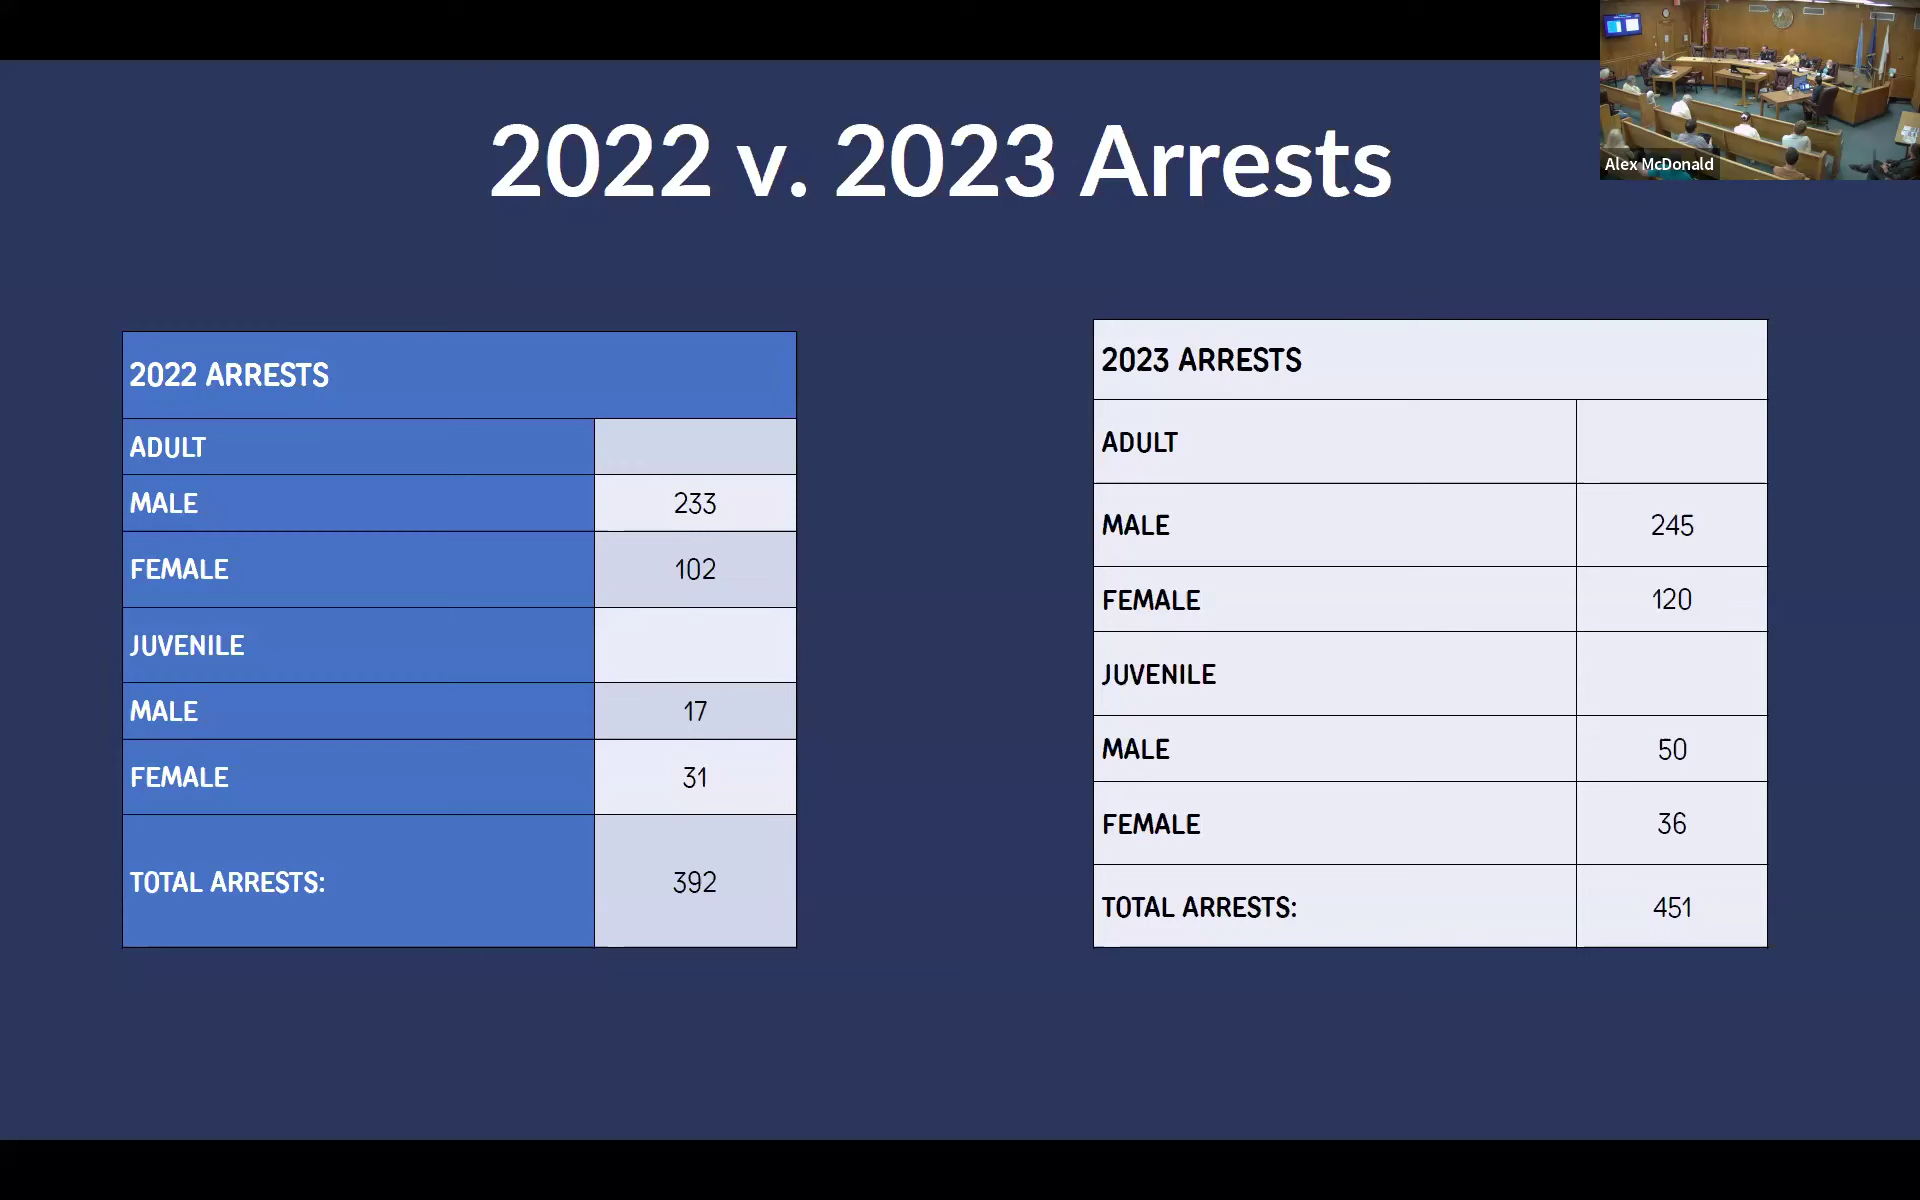 2022 v. 2023 Arrests
Alex McDonald
2022 ARRESTS
ADULT
MALE 233
FEMALE 102
JUVENILE
MALE 17
FEMALE 31
TOTAL ARRESTS: 392
2023 ARRESTS
ADULT
MALE 245
FEMALE 120
JUVENILE
MALE 50
FEMALE 36
TOTAL ARRESTS: 451